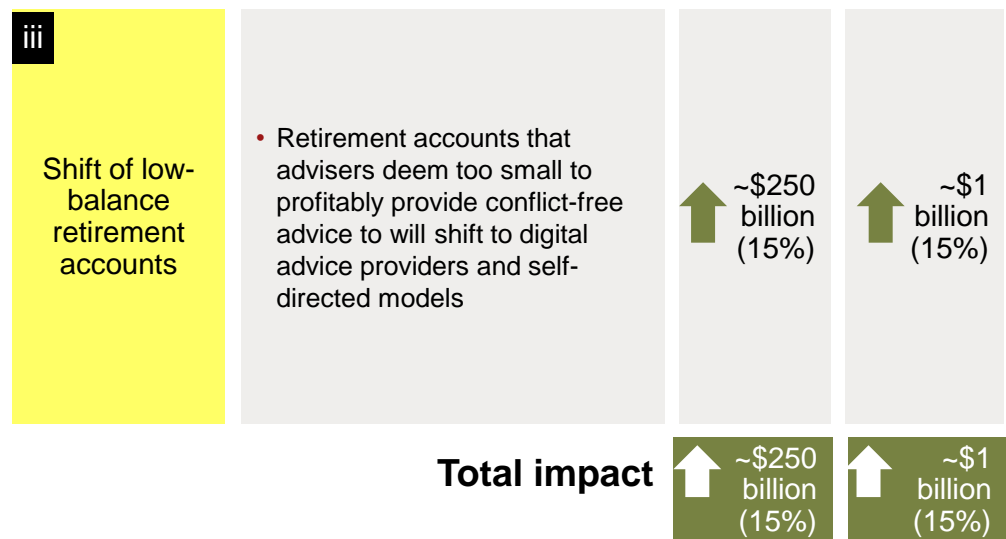 iii
Shift of low-
balance
retirement
accounts
• Retirement accounts that
advisers deem too small to
profitably provide conflict-free
advice to will shift to digital
advice providers and self-
directed models
~$250
billion
(15%)
~$1
billion
(15%)
Total impact
~$250
billion
(15%)
~$1
billion
(15%)